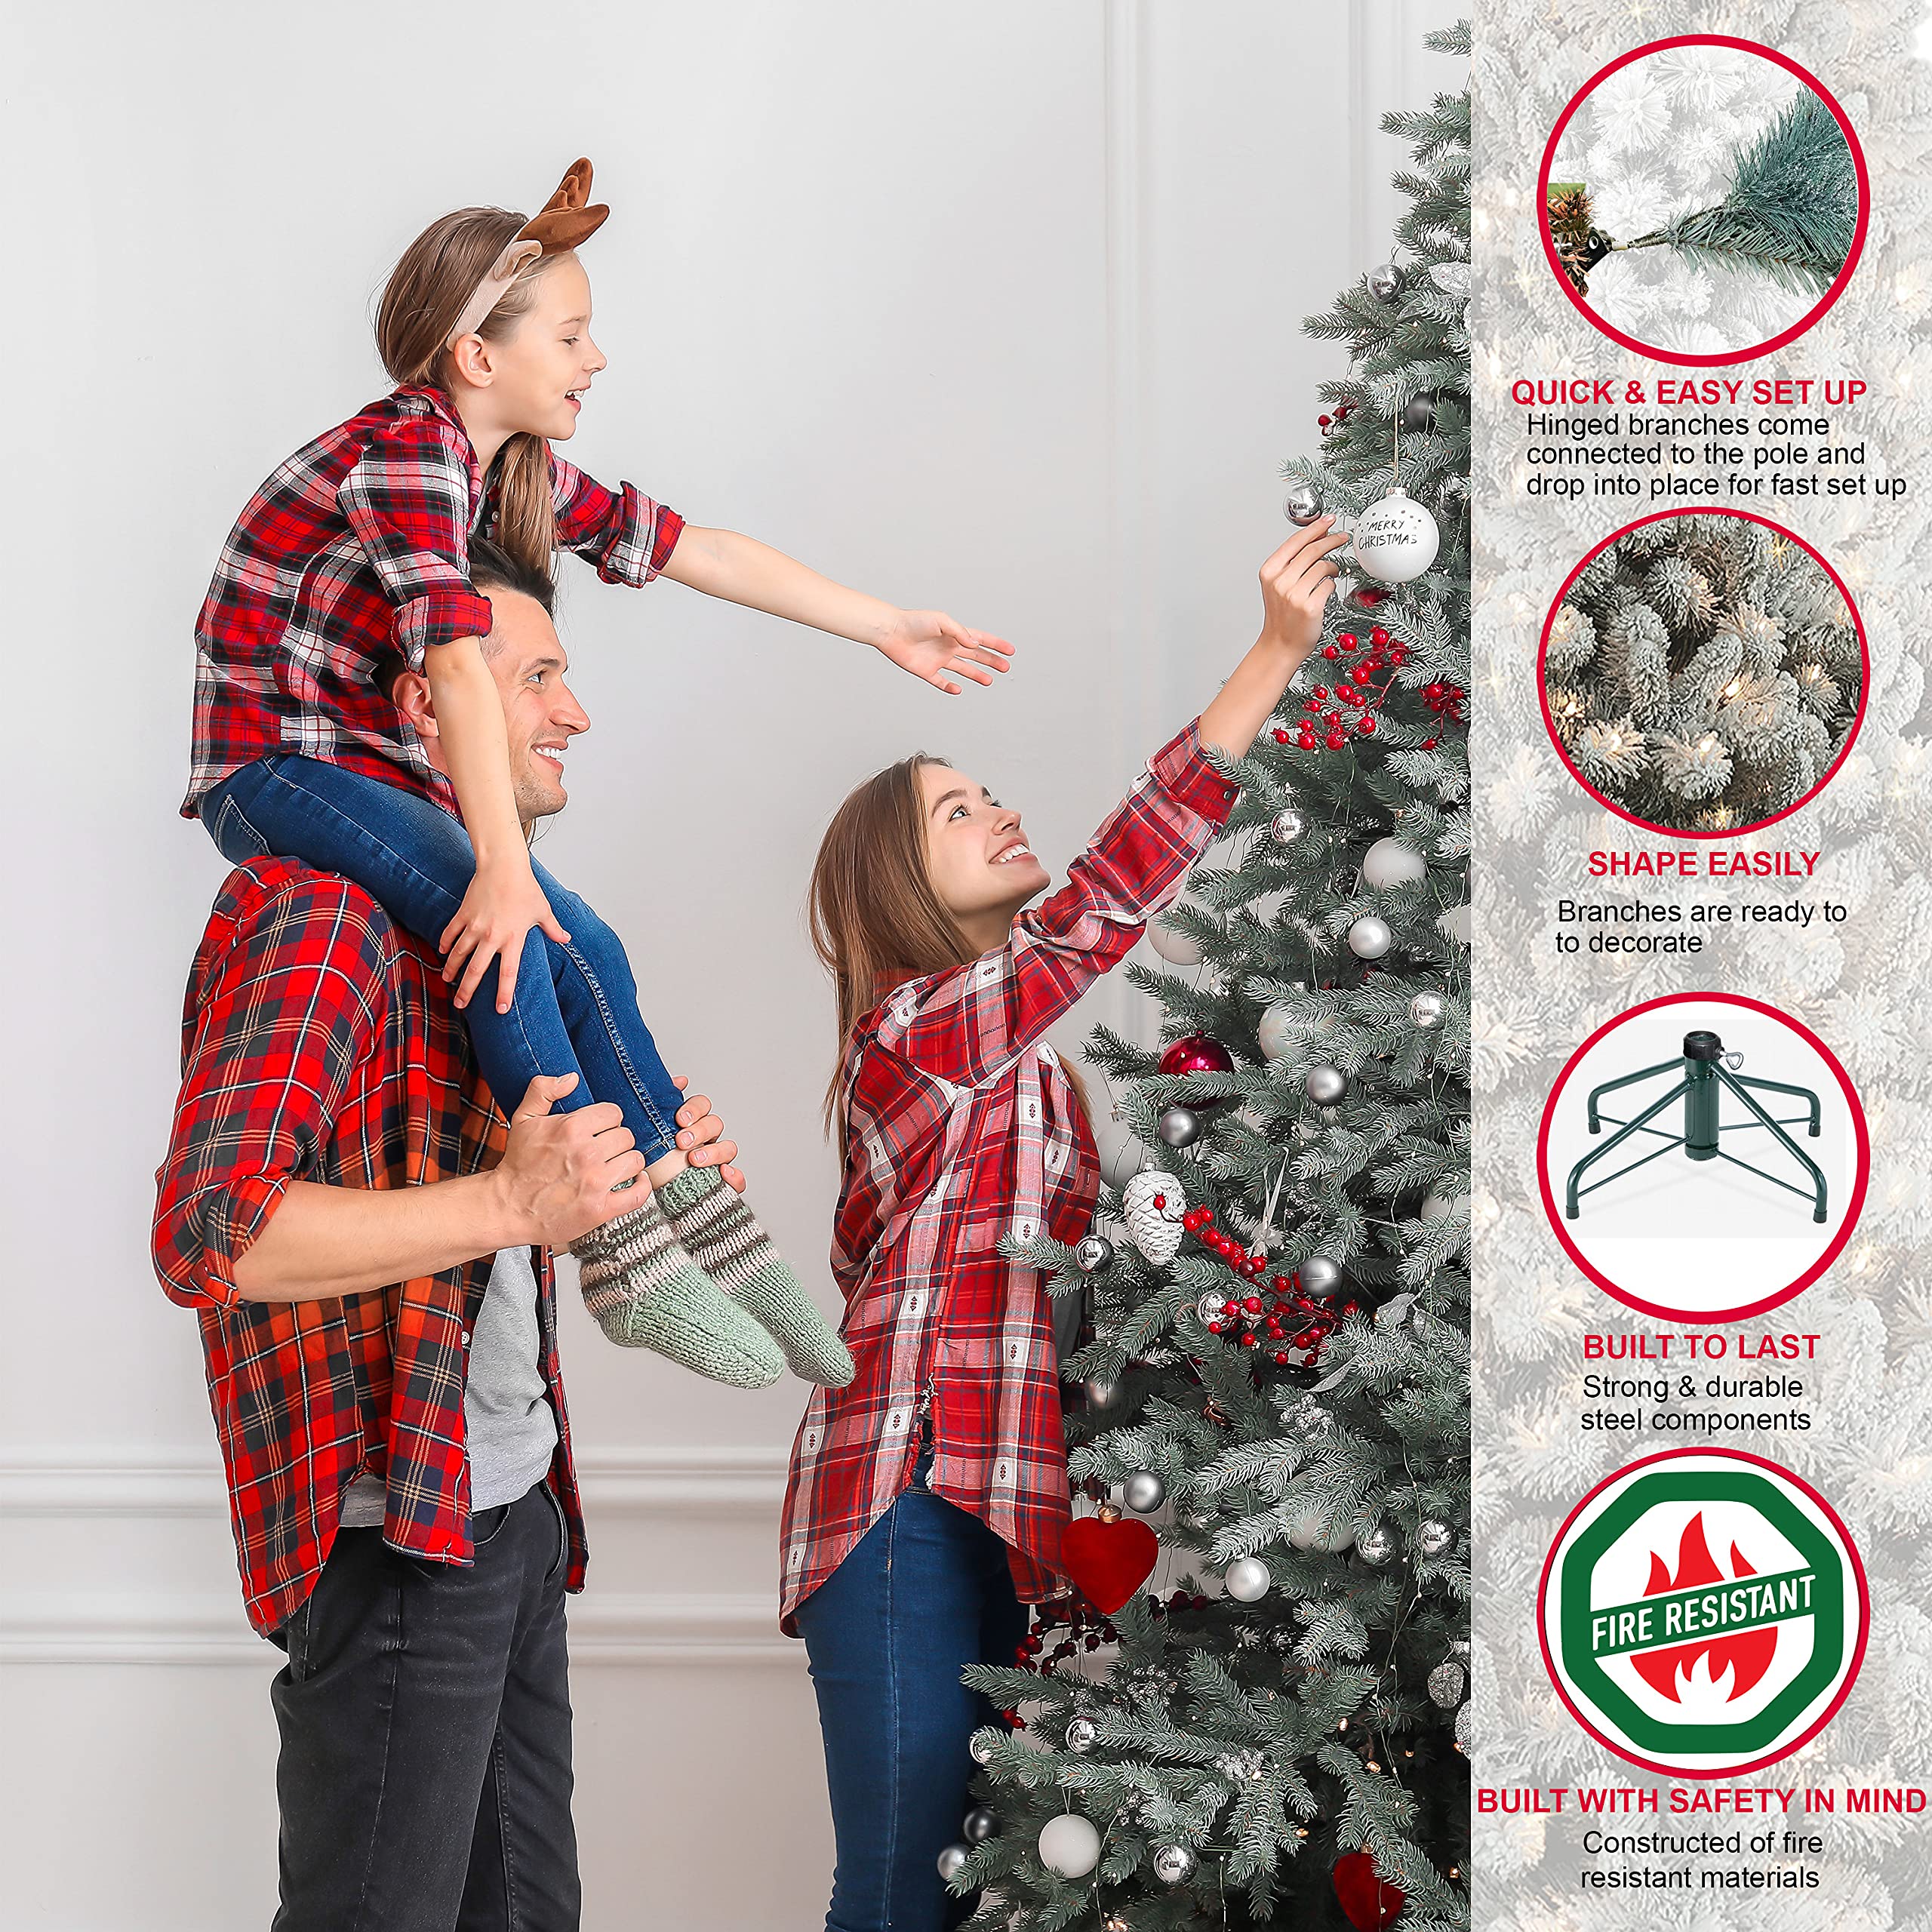 MERRY
CHRISTMAS
QUICK & EASY SET UP
Hinged branches come
connected to the pole and
drop into place for fast set up
SHAPE EASILY
Branches are ready to
to decorate
BUILT TO LAST
Strong & durable
steel components
FIRE RESISTANT
BUILT WITH SAFETY IN MIND
Constructed of fire
resistant materials